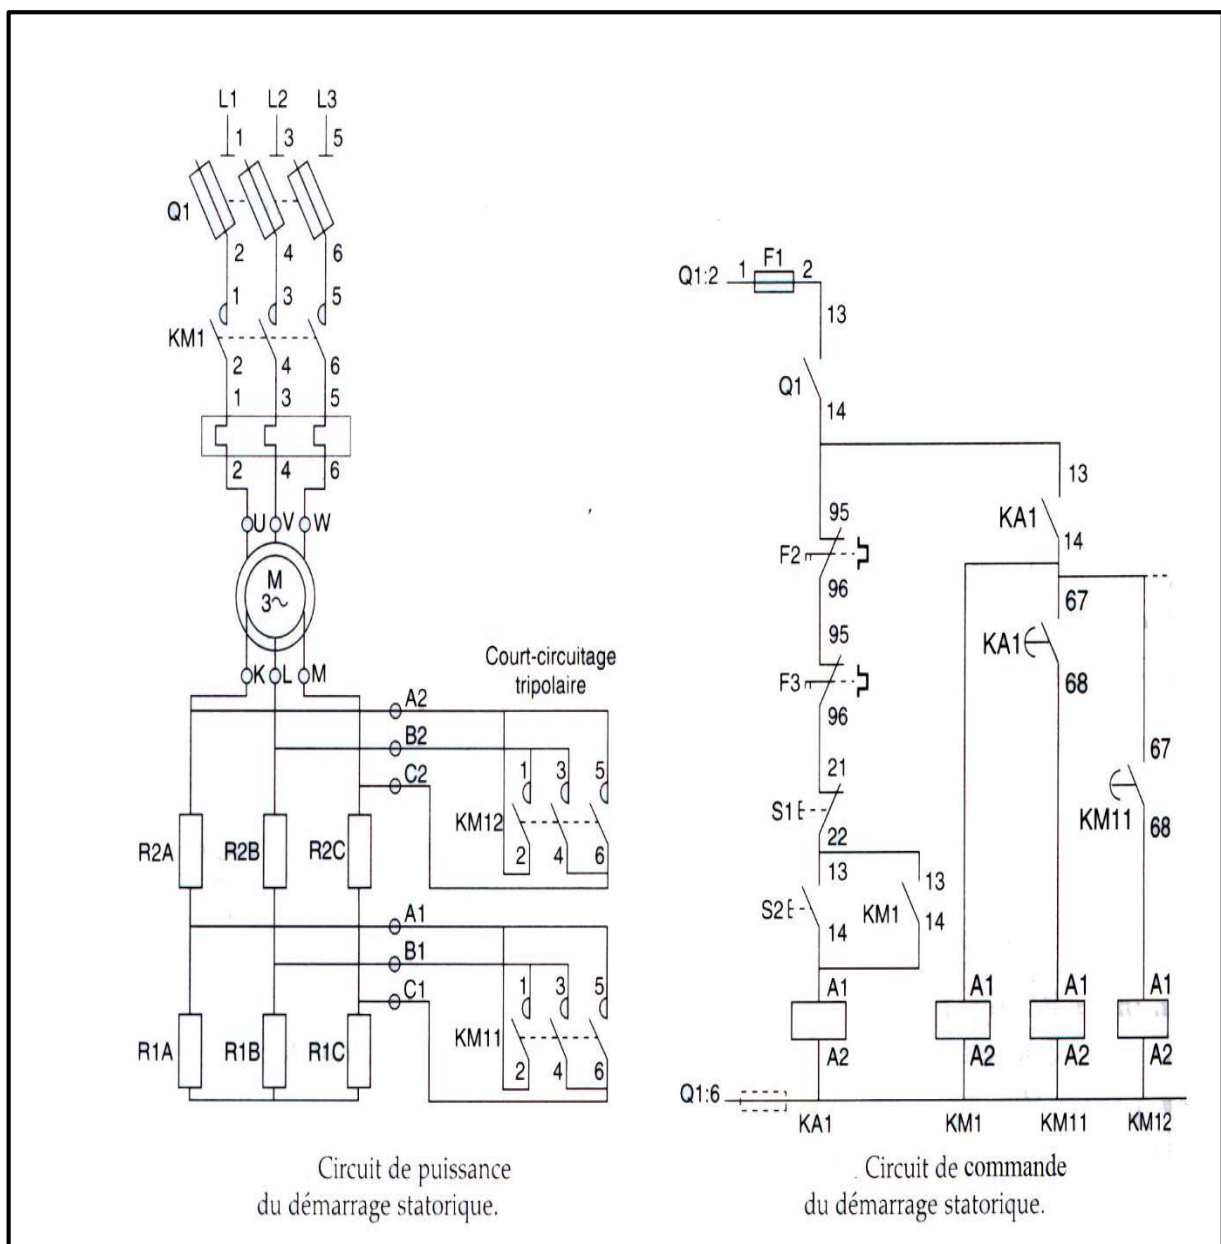 L1 L2 L3
1 3 5
Q1
2 4 6
1 3 5
KM1
2 4 6
1 3 5
2 4 6
U V W
M
3~
K L M
Court-circuitage
tripolaire
A2
B2
C2
1 3 5
KM12
2 4 6
R2A R2B R2C
A1
B1
C1
1 3 5
KM11
2 4 6
R1A R1B R1C
Circuit de puissance
du démarrage statorique.
Q1:2 1 F1 2
13
Q1
14
13
KA1
14
95
F2
96
67
KA1
68
95
F3
96
67
KM11
68
21
S1
22
13
S2
14
13
KM1
14
A1 A1 A1 A1
A2 A2 A2 A2
Q1:6
KA1 KM1 KM11 KM12
Circuit de commande
du démarrage statorique.